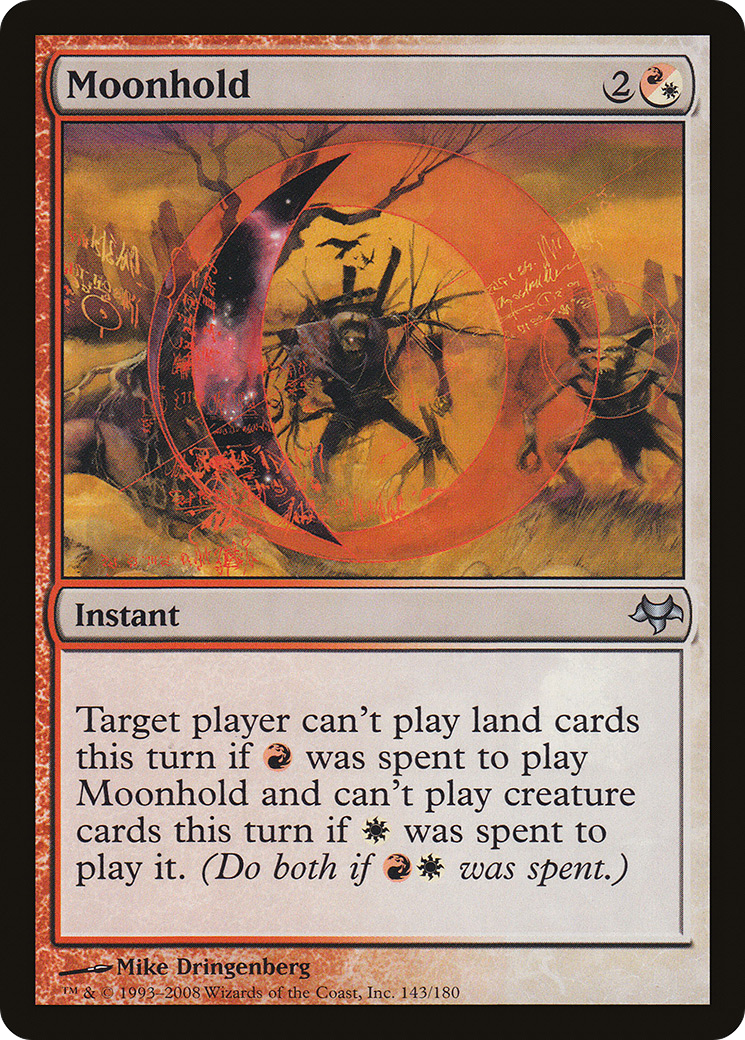 Moonhold 2
Instant
Target player can't play land cards
this turn if was spent to play
Moonhold and can't play creature
cards this turn if was spent to
play it. (Do both if was spent.)
Mike Dringenberg
™ & © 1993–2008 Wizards of the Coast, Inc. 143/180